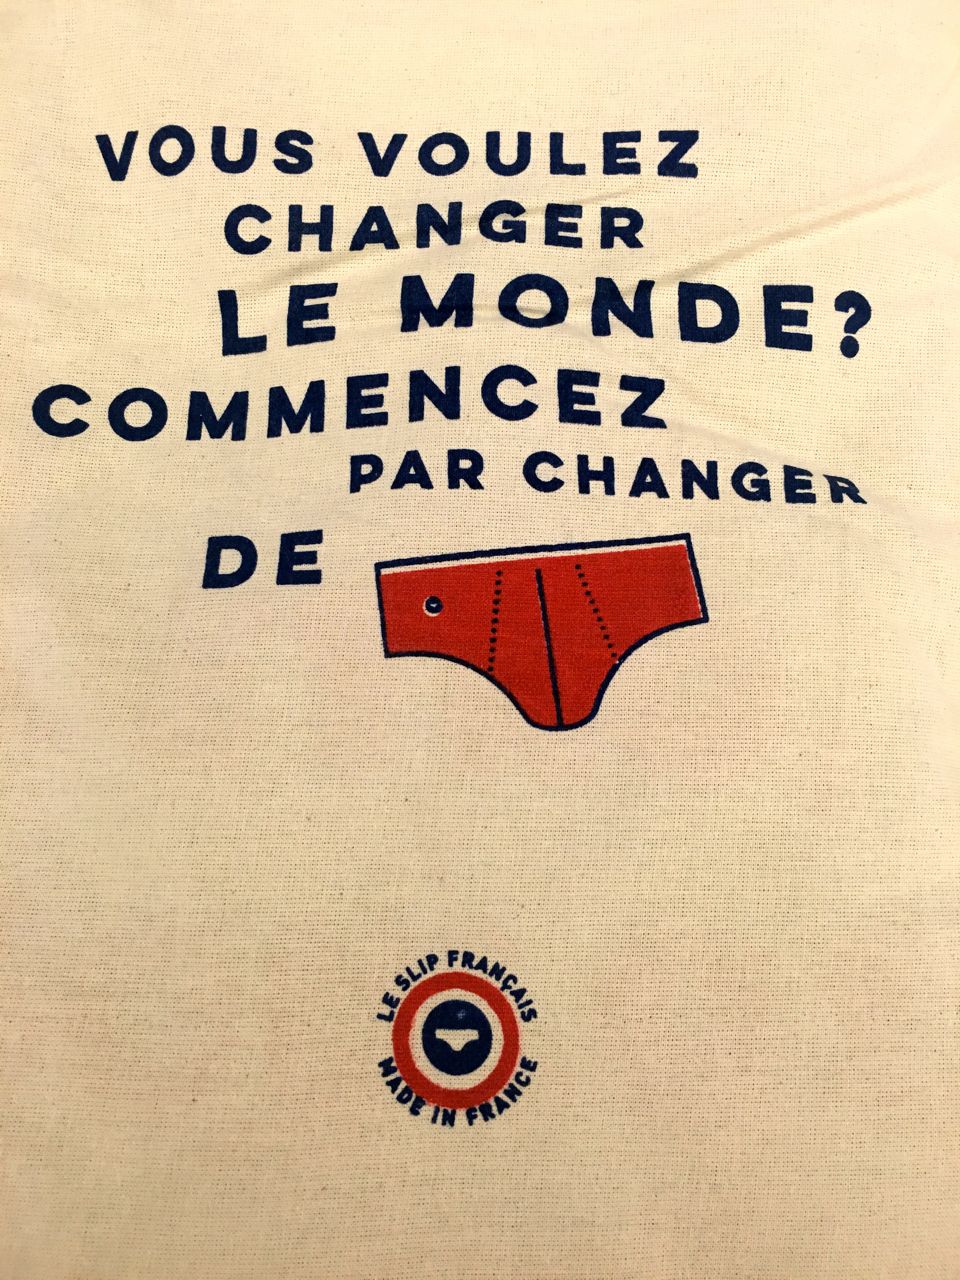 VOUS VOULEZ
CHANGER
LE MONDE?
COMMENCEZ
PAR CHANGER
DE
LE SLIP FRANÇAIS
MADE IN FRANCE